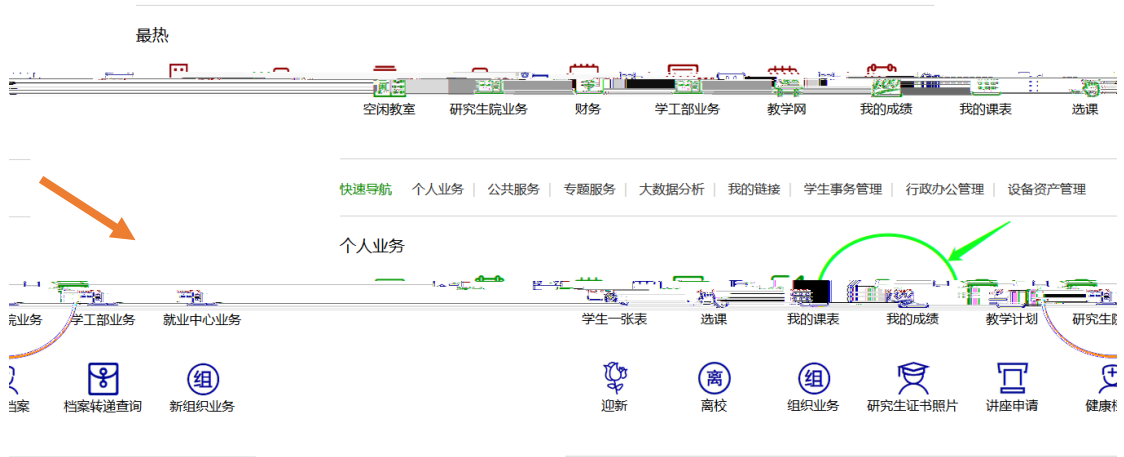 最热
空闲教室 研究生院业务 财务 学工部业务 教学网 我的成绩 我的课表 选课
快速导航 个人业务 | 公共服务 | 专题服务 | 大数据分析 | 我的链接 | 学生事务管理 | 行政办公管理 | 设备资产管理
个人业务
业务 学工部业务 就业中心业务 学生一张表 选课 我的课表 我的成绩 教学计划 研究生
组 离 组
档案 档案转递查询 新组织业务 迎新 离校 组织业务 研究生证书照片 讲座申请 健康